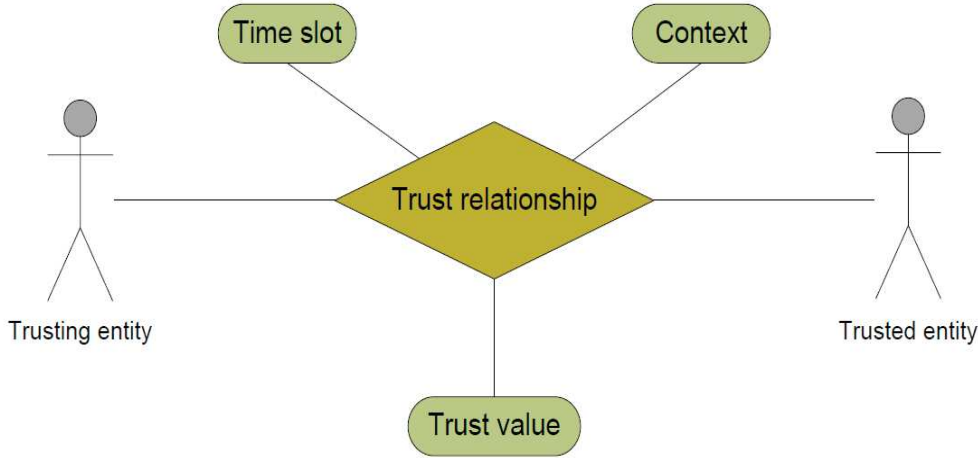 Time slot
Context
Trust relationship
Trusting entity
Trusted entity
Trust value